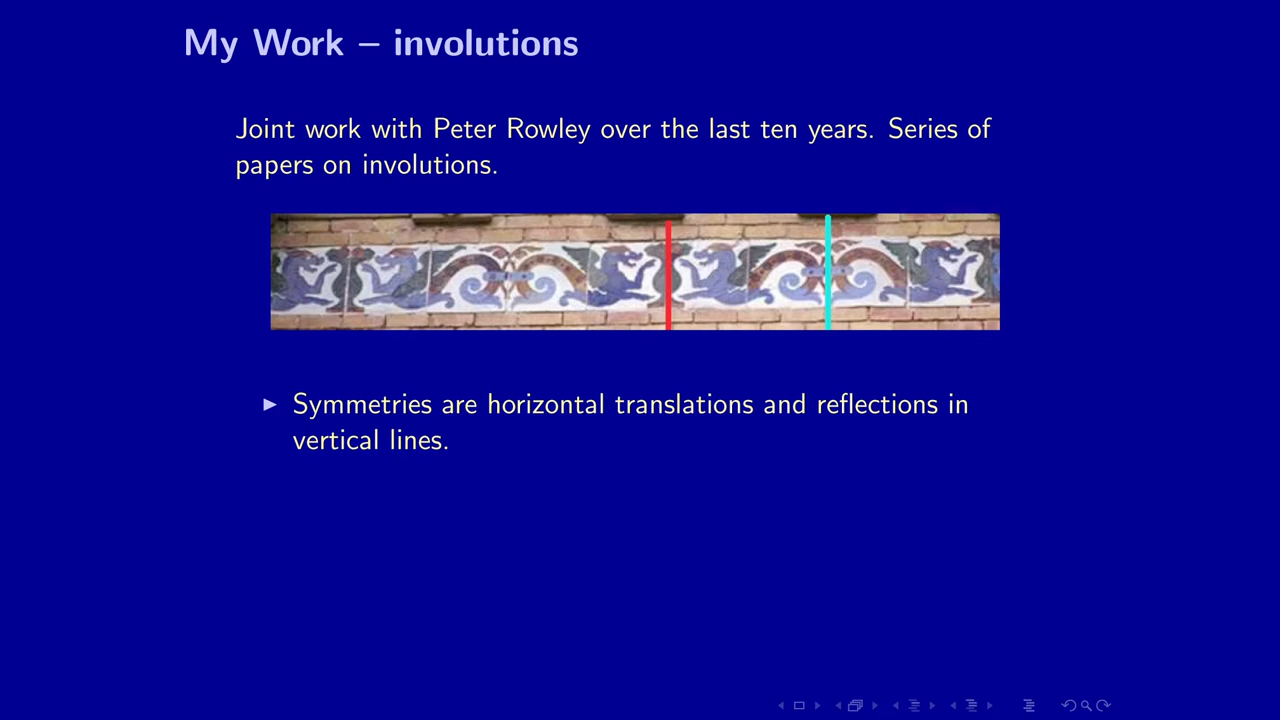 My Work – involutions
Joint work with Peter Rowley over the last ten years. Series of
papers on involutions.
Symmetries are horizontal translations and reflections in
vertical lines.